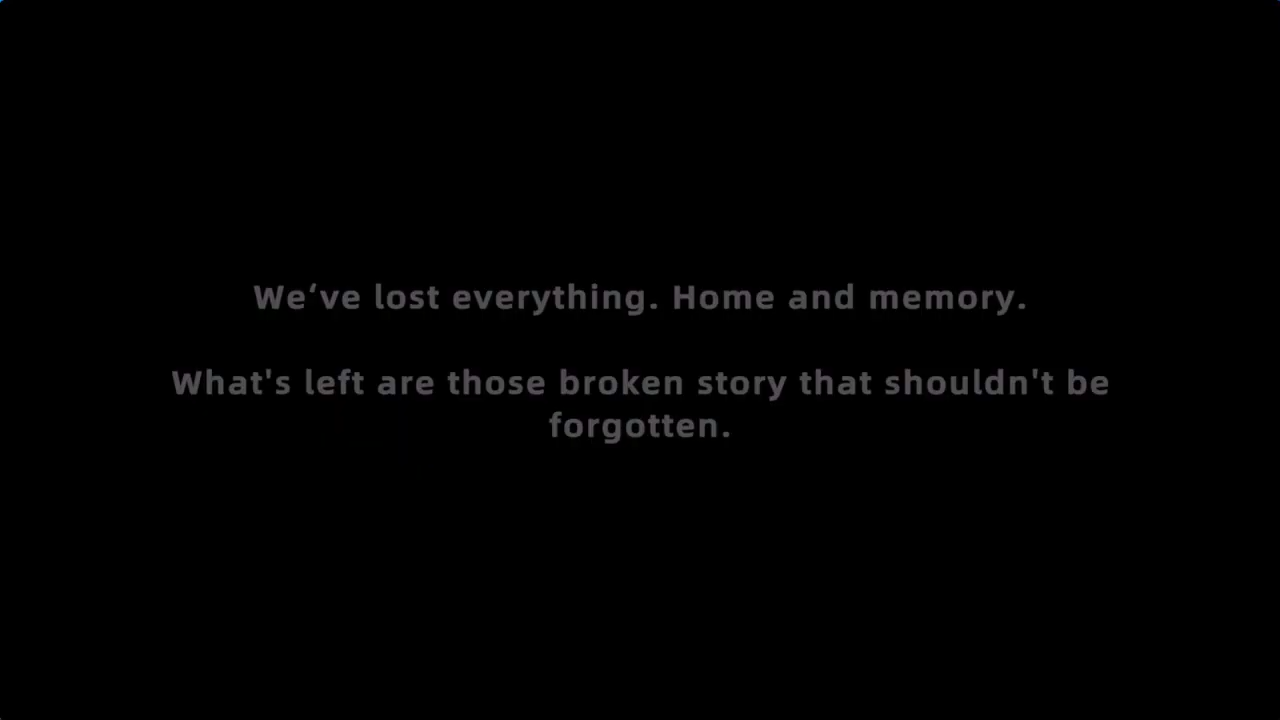 We‘ve lost everything. Home and memory.
What's left are those broken story that shouldn't be
forgotten.